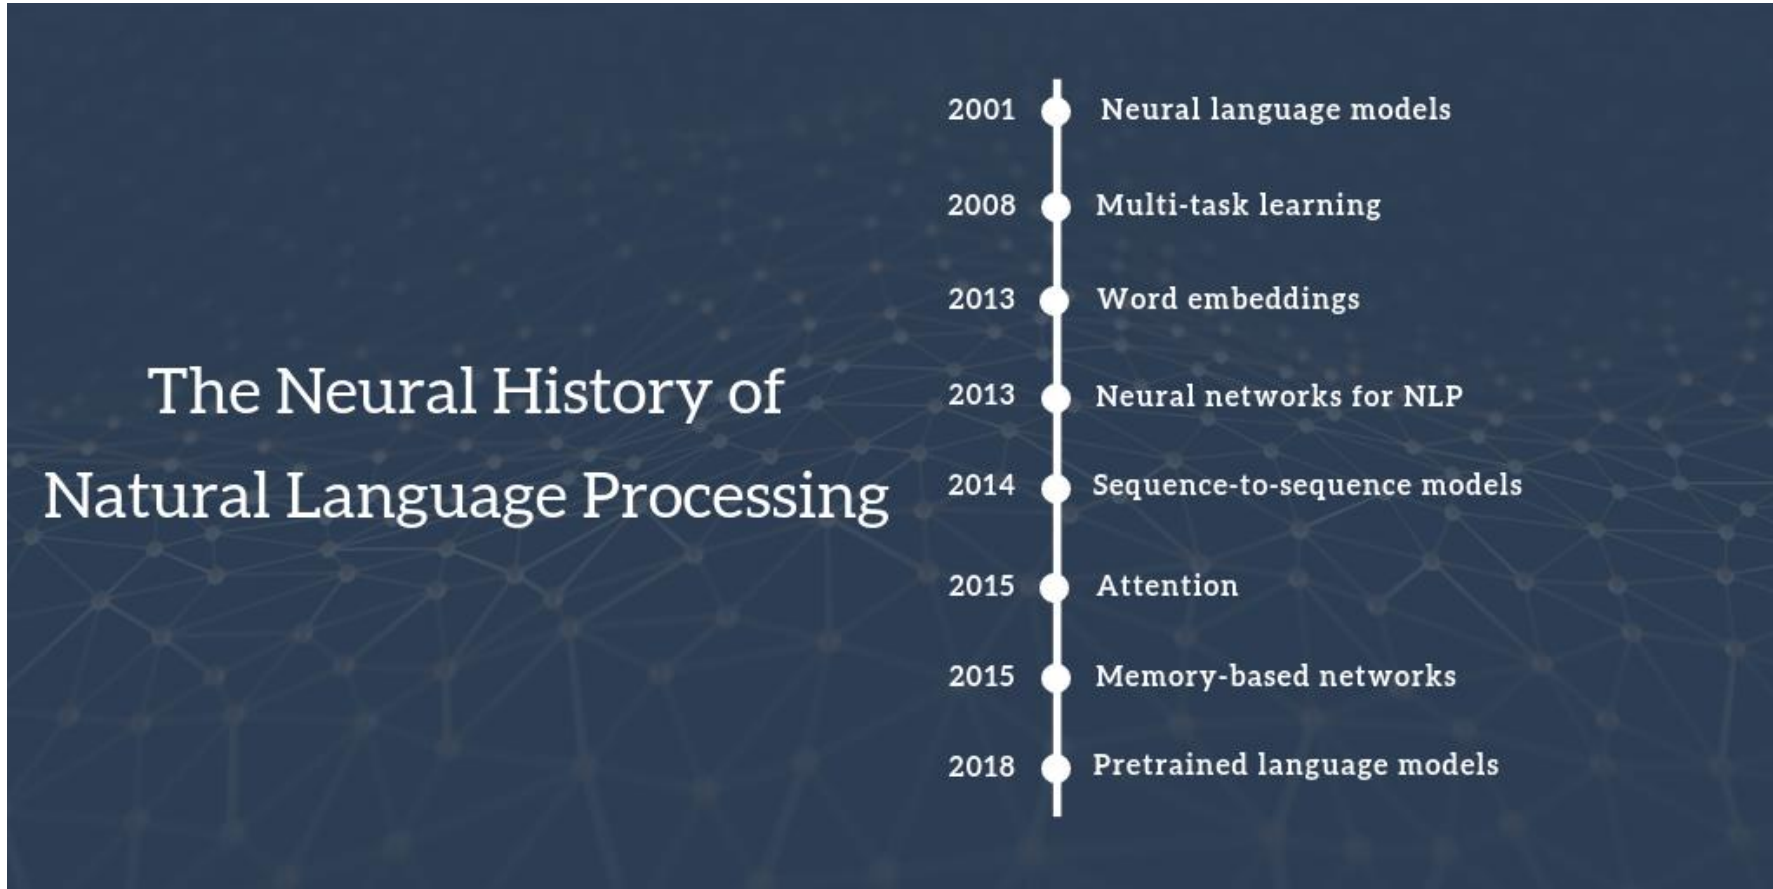 The Neural History of
Natural Language Processing
2001 Neural language models
2008 Multi-task learning
2013 Word embeddings
2013 Neural networks for NLP
2014 Sequence-to-sequence models
2015 Attention
2015 Memory-based networks
2018 Pretrained language models